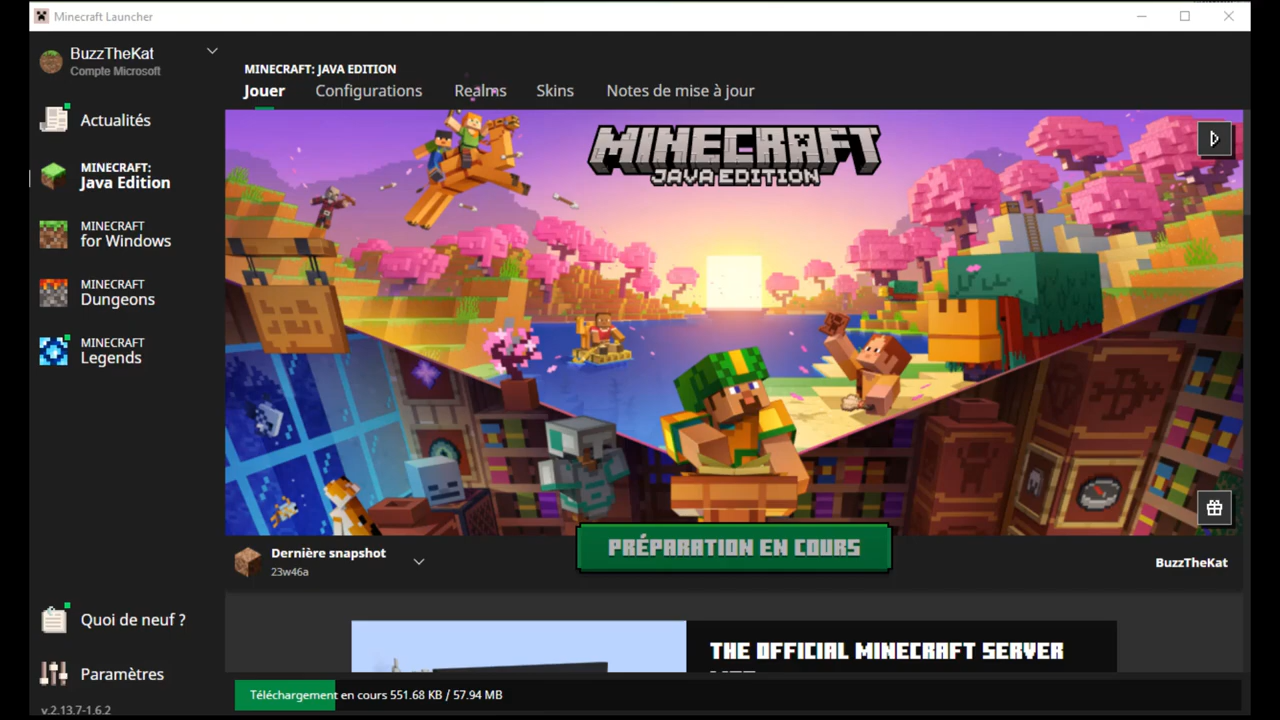 Minecraft Launcher
BuzzTheKat
Compte Microsoft
Actualités
MINECRAFT:
Java Edition
MINECRAFT
for Windows
MINECRAFT
Dungeons
MINECRAFT
Legends
Quoi de neuf ?
Paramètres
v.2.13.7-1.6.2
MINECRAFT: JAVA EDITION
Jouer Configurations Realms Skins Notes de mise à jour
MINECRAFT
JAVA EDITION
Dernière snapshot
23w46a
PRÉPARATION EN COURS
BuzzTheKat
THE OFFICIAL MINECRAFT SERVER
Téléchargement en cours 551.68 KB / 57.94 MB